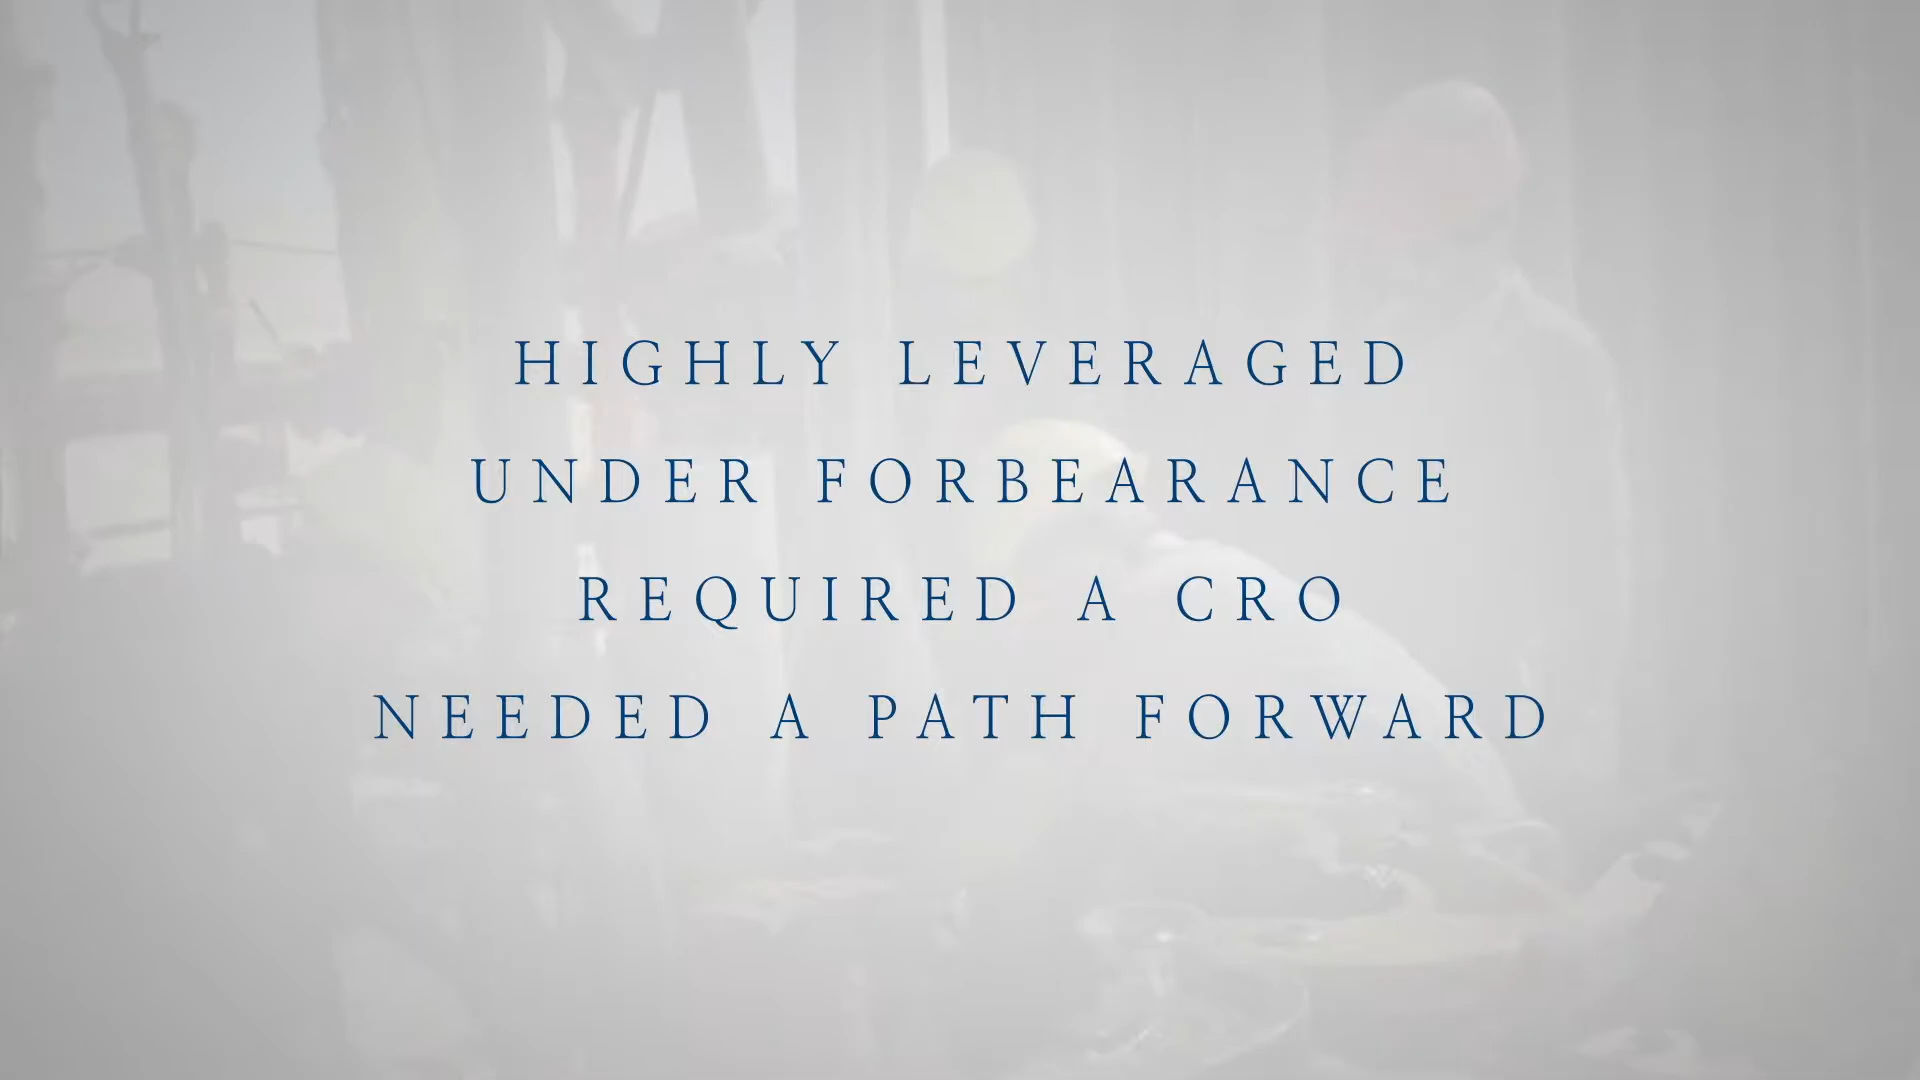 HIGHLY LEVERAGED
UNDER FORBEARANCE
REQUIRED A CRO
NEEDED A PATH FORWARD